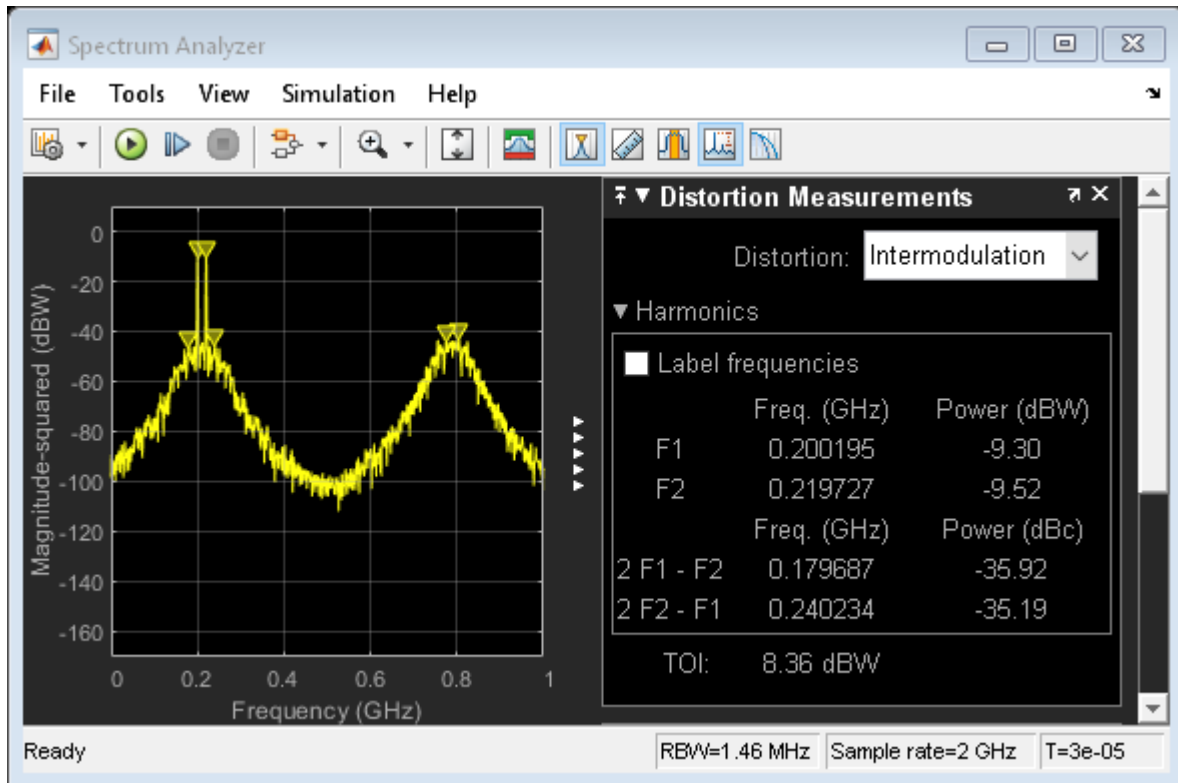 Spectrum Analyzer
File Tools View Simulation Help
Distortion Measurements
Distortion: Intermodulation
Harmonics
Label frequencies
Freq. (GHz) Power (dBW)
F1 0.200195 -9.30
F2 0.219727 -9.52
Freq. (GHz) Power (dBc)
2 F1 - F2 0.179687 -35.92
2 F2 - F1 0.240234 -35.19
TOI: 8.36 dBW
Magnitude-squared (dBW)
0
-20
-40
-60
-80
-100
-120
-140
-160
0 0.2 0.4 0.6 0.8 1
Frequency (GHz)
Ready RBW=1.46 MHz Sample rate=2 GHz T=3e-05